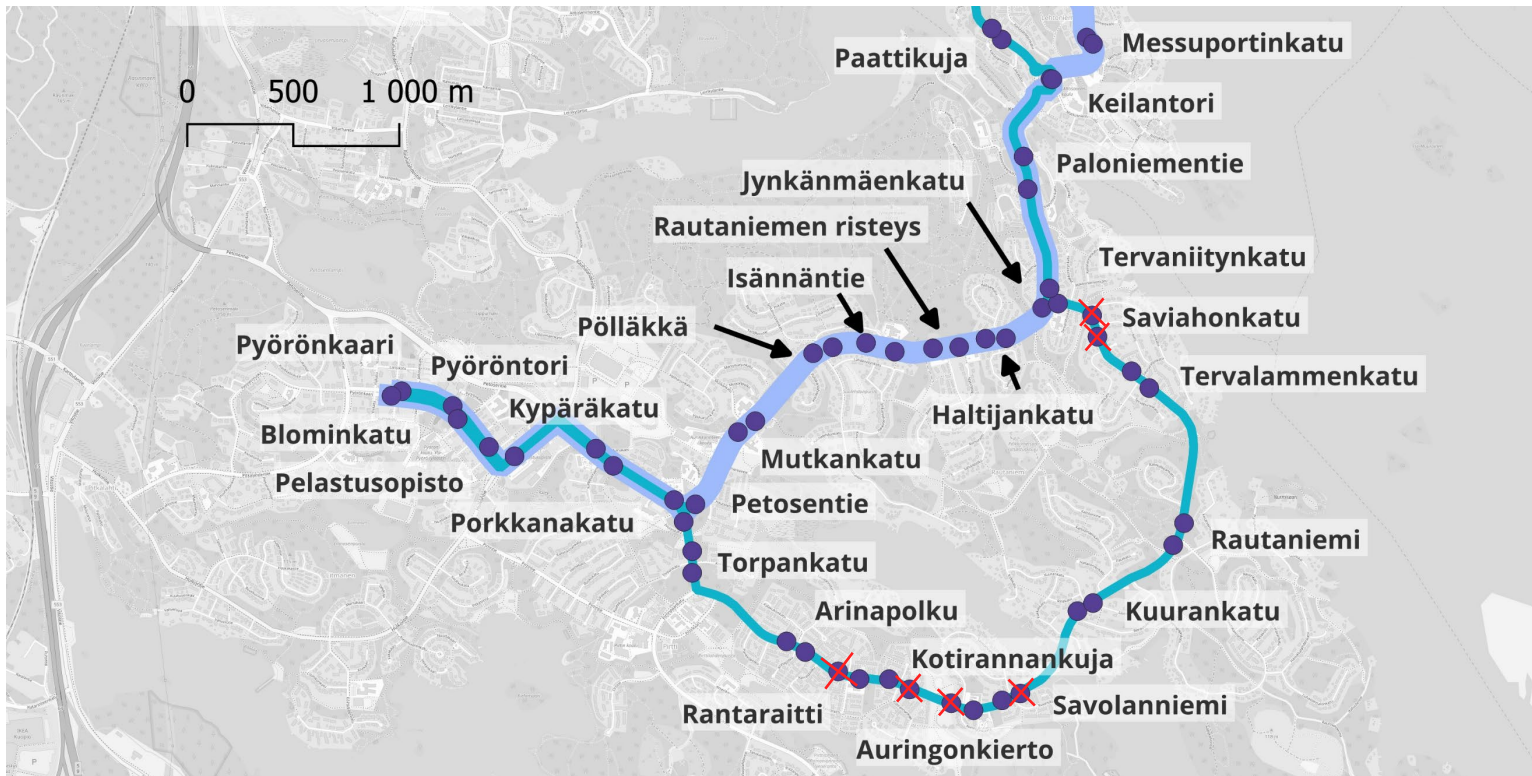 Messuportinkatu
Paattikuja
0 500 1 000 m
Keilantori
Paloniementie
Jynkänmäenkatu
Rautaniemen risteys
Tervaniitynkatu
Isännäntie
Saviahonkatu
Pölläkkä
Pyörönkaari
Pyöröntori
Tervalammenkatu
Kypäräkatu
Haltijankatu
Blominkatu
Mutkankatu
Pelastusopisto
Petosentie
Porkkanakatu
Rautaniemi
Torpankatu
Arinapolku
Kuurankatu
Kotirannankuja
Savolanniemi
Rantaraitti
Auringonkierto